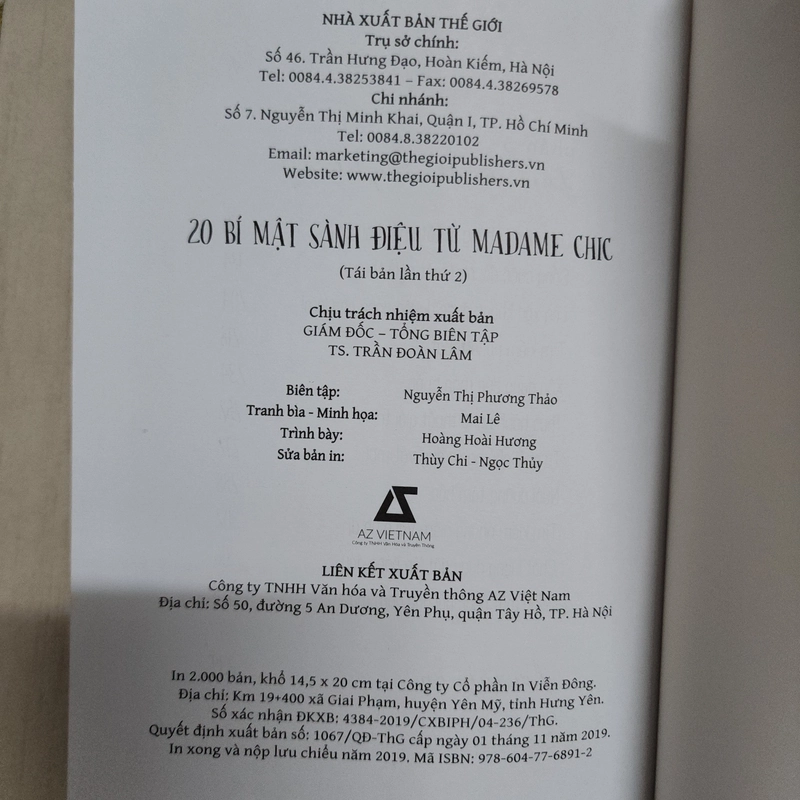 NHÀ XUẤT BẢN THẾ GIỚI
Trụ sở chính:
Số 46. Trần Hưng Đạo, Hoàn Kiếm, Hà Nội
Tel: 0084.4.38253841 – Fax: 0084.4.38269578
Chi nhánh:
Số 7. Nguyễn Thị Minh Khai, Quận I, TP. Hồ Chí Minh
Tel: 0084.8.38220102
Email: marketing@thegioipublishers.vn
Website: www.thegioipublishers.vn
20 BÍ MẬT SÀNH ĐIỆU TỪ MADAME CHIC
(Tái bản lần thứ 2)
Chịu trách nhiệm xuất bản
GIÁM ĐỐC – TỔNG BIÊN TẬP
TS. TRẦN ĐOÀN LÂM
Biên tập: Nguyễn Thị Phương Thảo
Tranh bìa - Minh họa: Mai Lê
Trình bày: Hoàng Hoài Hương
Sửa bản in: Thùy Chi - Ngọc Thủy
AZ VIETNAM
Công ty TNHH Văn Hóa và Truyền Thông
LIÊN KẾT XUẤT BẢN
Công ty TNHH Văn hóa và Truyền thông AZ Việt Nam
Địa chỉ: Số 50, đường 5 An Dương, Yên Phụ, quận Tây Hồ, TP. Hà Nội
In 2.000 bản, khổ 14,5 x 20 cm tại Công ty Cổ phần In Viễn Đông.
Địa chỉ: Km 19+400 xã Giai Phạm, huyện Yên Mỹ, tỉnh Hưng Yên.
Số xác nhận ĐKXB: 4384-2019/CXBIPH/04-236/ThG.
Quyết định xuất bản số: 1067/QĐ-ThG cấp ngày 01 tháng 11 năm 2019.
In xong và nộp lưu chiểu năm 2019. Mã ISBN: 978-604-77-6891-2